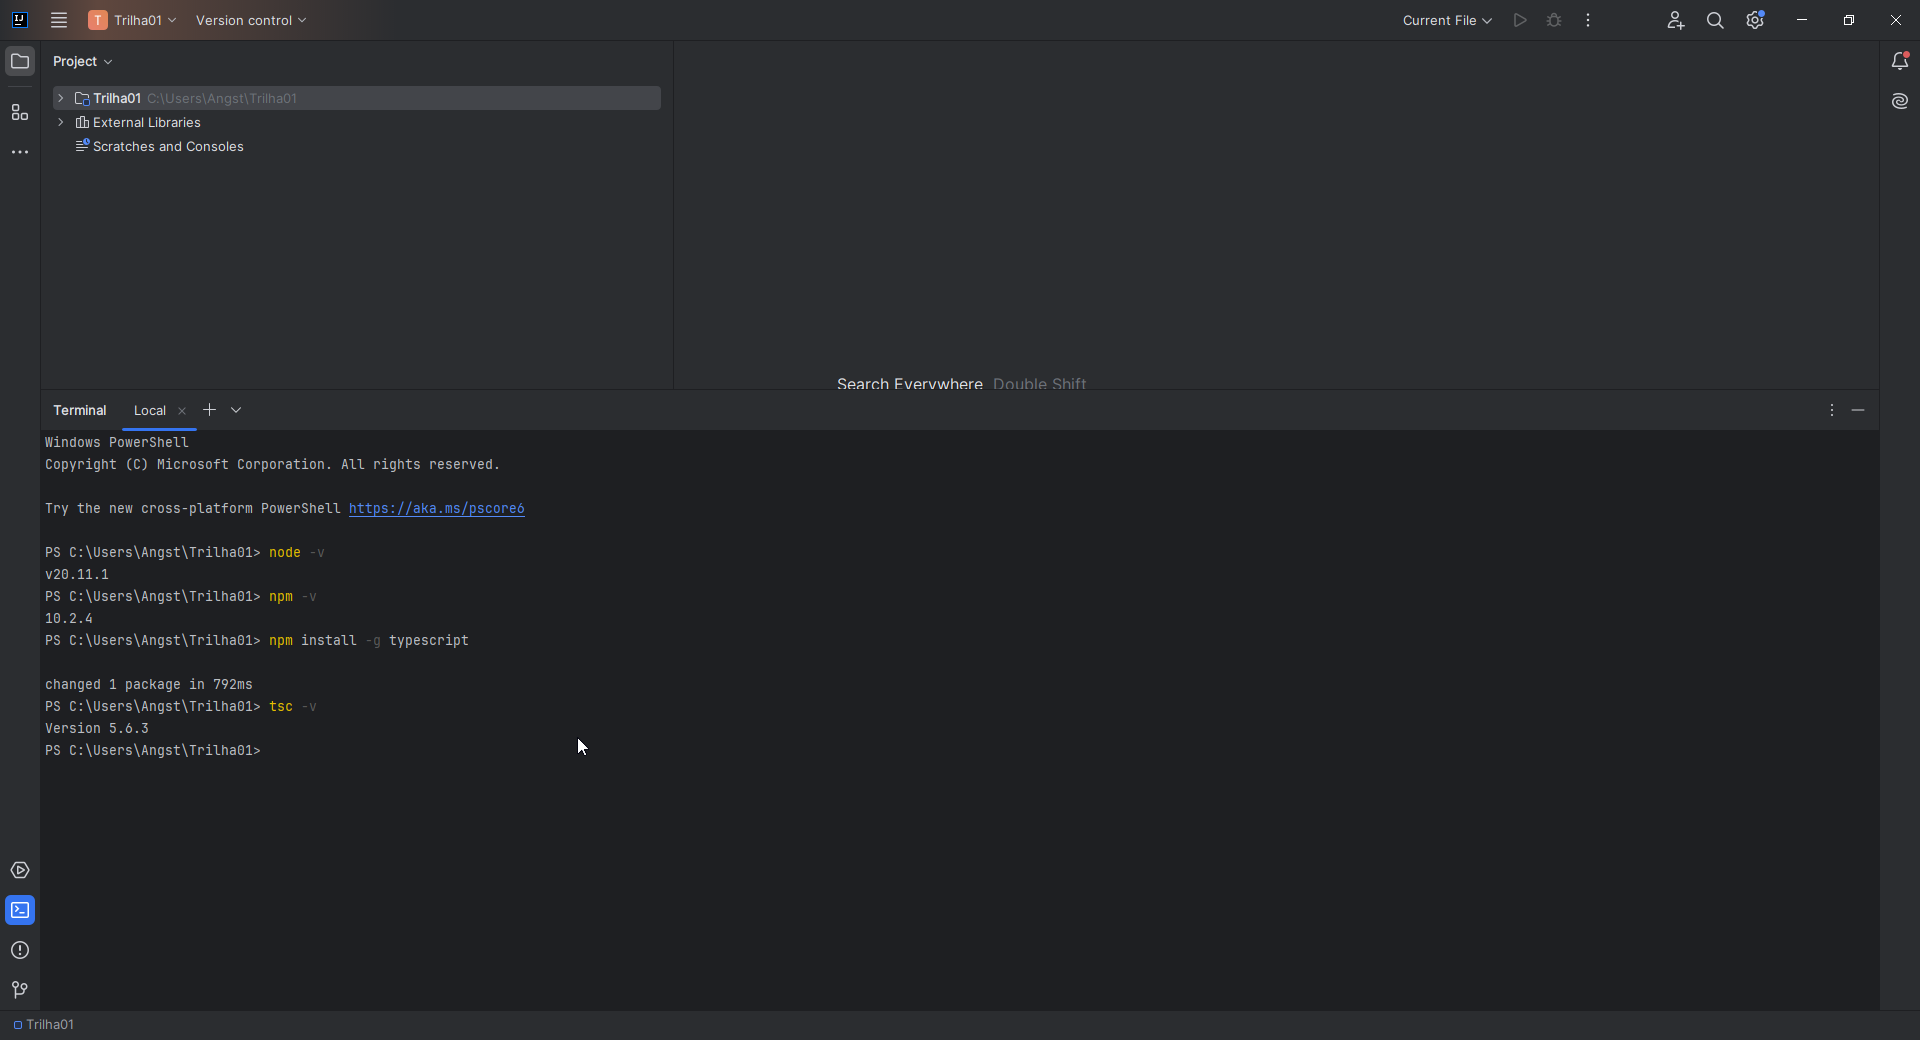 IJ
T Trilha01 Version control Current File
Project
Trilha01 C:\Users\Angst\Trilha01
External Libraries
Scratches and Consoles
Search Everywhere Double Shift
Terminal Local
Windows PowerShell
Copyright (C) Microsoft Corporation. All rights reserved.
Try the new cross-platform PowerShell https://aka.ms/pscore6
PS C:\Users\Angst\Trilha01> node -v
v20.11.1
PS C:\Users\Angst\Trilha01> npm -v
10.2.4
PS C:\Users\Angst\Trilha01> npm install -g typescript
changed 1 package in 792ms
PS C:\Users\Angst\Trilha01> tsc -v
Version 5.6.3
PS C:\Users\Angst\Trilha01>
Trilha01